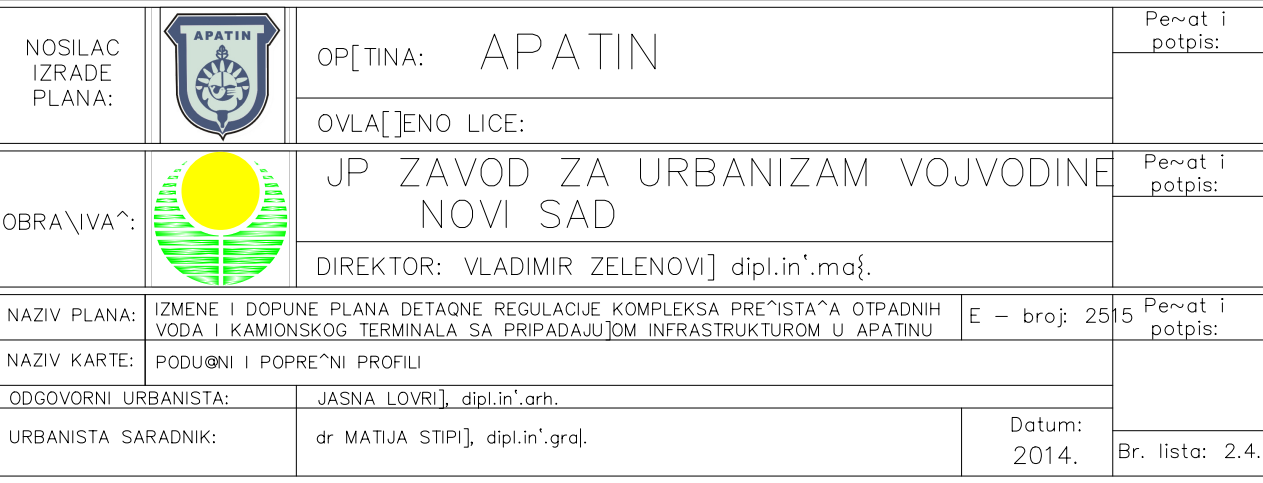 NOSILAC
IZRADE
PLANA:
APATIN
OP[TINA: APATIN
OVLA[]ENO LICE:
Pe~at i
potpis:
OBRA\IVA^:
JP ZAVOD ZA URBANIZAM VOJVODINE
NOVI SAD
DIREKTOR: VLADIMIR ZELENOVI] dipl.in`.ma{.
Pe~at i
potpis:
NAZIV PLANA:
IZMENE I DOPUNE PLANA DETAQNE REGULACIJE KOMPLEKSA PRE^ISTA^A OTPADNIH
VODA I KAMIONSKOG TERMINALA SA PRIPADAJU]OM INFRASTRUKTUROM U APATINU
E - broj: 2515
Pe~at i
potpis:
NAZIV KARTE: PODU@NI I POPRE^NI PROFILI
ODGOVORNI URBANISTA: JASNA LOVRI], dipl.in`.arh.
URBANISTA SARADNIK: dr MATIJA STIPI], dipl.in`.gra|.
Datum:
2014.
Br. lista: 2.4.